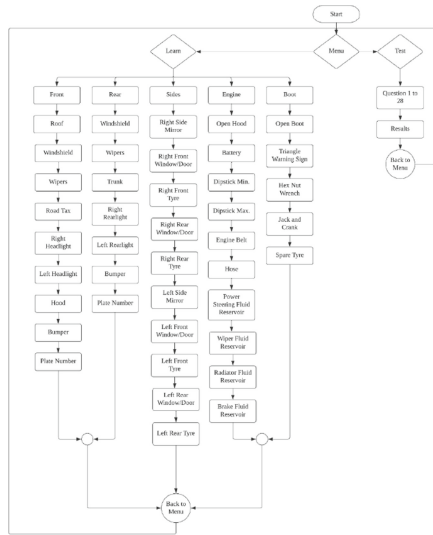 Start
Learn
Menu
Test
Front
Rear
Sides
Engine
Boot
Question 1 to
28
Roof
Windshield
Right Side
Mirror
Open Hood
Open Boot
Results
Windshield
Wipers
Right Front
Window/Door
Battery
Triangle
Warning Sign
Back to
Menu
Wipers
Trunk
Right Front
Tyre
Dipstick Min.
Hex Nut
Wrench
Road Tax
Right
Rearlight
Right Rear
Window/Door
Dipstick Max.
Jack and
Crank
Right
Headlight
Left Rearlight
Right Rear
Tyre
Engine Belt
Spare Tyre
Left Headlight
Bumper
Left Side
Mirror
Hose
Hood
Plate Number
Left Front
Window/Door
Power
Steering Fluid
Reservoir
Bumper
Left Front
Tyre
Wiper Fluid
Reservoir
Plate Number
Left Rear
Window/Door
Radiator Fluid
Reservoir
Left Rear Tyre
Brake Fluid
Reservoir
Back to
Menu